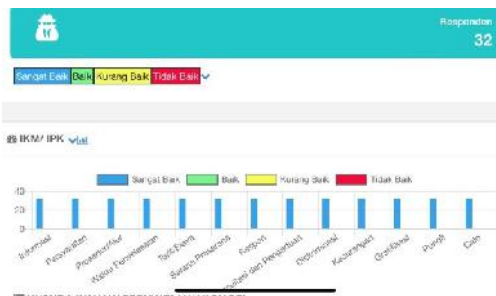 Responden
32
Sangat Baik Baik Kurang Baik Tidak Baik
IKM/ IPK
Sangat Baik Baik Kurang Baik Tidak Baik
40
20
0
Informasi Persyaratan Prosedur/Alur Waktu Penyelesaian Tarif/Biaya Sarana Prasarana Respon Konsultasi dan Pengaduan Diskriminasi Kecurangan Gratifikasi Pungli Calo